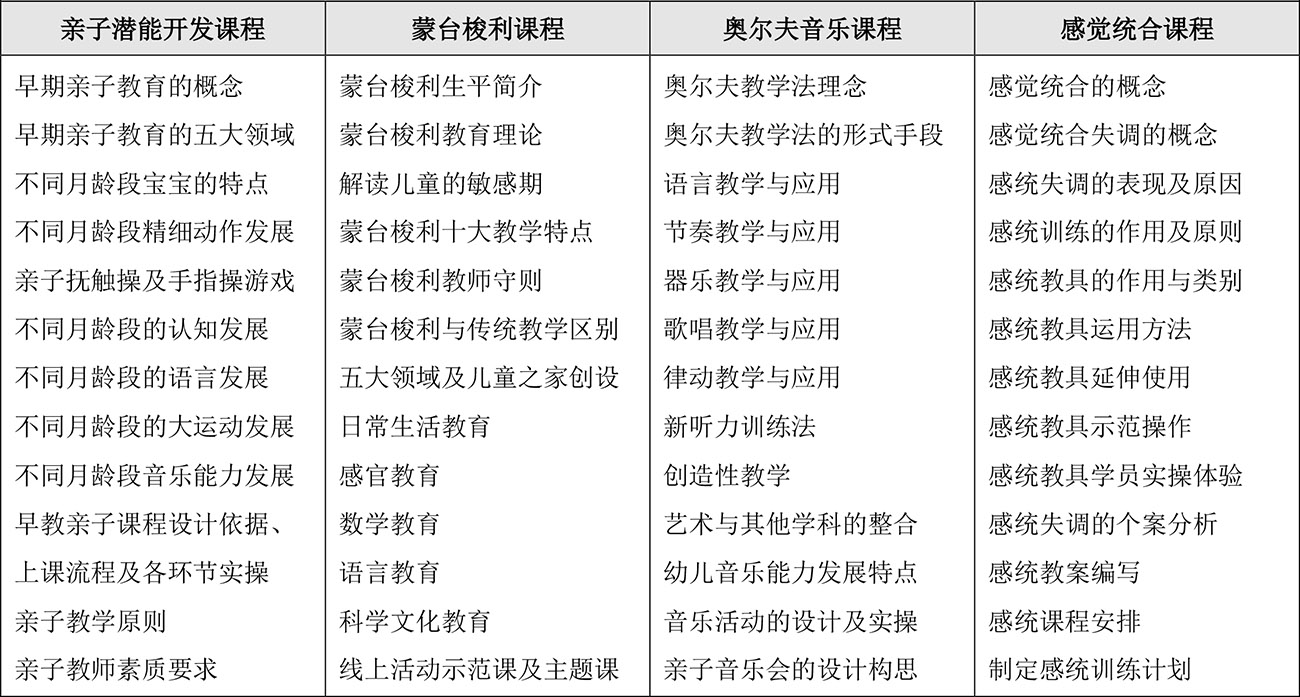 亲子潜能开发课程
蒙台梭利课程
奥尔夫音乐课程
感觉统合课程
早期亲子教育的概念
早期亲子教育的五大领域
不同月龄段宝宝的特点
不同月龄段精细动作发展
亲子抚触操及手指操游戏
不同月龄段的认知发展
不同月龄段的语言发展
不同月龄段的大运动发展
不同月龄段音乐能力发展
早教亲子课程设计依据、
上课流程及各环节实操
亲子教学原则
亲子教师素质要求
蒙台梭利生平简介
蒙台梭利教育理论
解读儿童的敏感期
蒙台梭利十大教学特点
蒙台梭利教师守则
蒙台梭利与传统教学区别
五大领域及儿童之家创设
日常生活教育
感官教育
数学教育
语言教育
科学文化教育
线上活动示范课及主题课
奥尔夫教学法理念
奥尔夫教学法的形式手段
语言教学与应用
节奏教学与应用
器乐教学与应用
歌唱教学与应用
律动教学与应用
新听力训练法
创造性教学
艺术与其他学科的整合
幼儿音乐能力发展特点
音乐活动的设计及实操
亲子音乐会的设计构思
感觉统合的概念
感觉统合失调的概念
感统失调的表现及原因
感统训练的作用及原则
感统教具的作用与类别
感统教具运用方法
感统教具延伸使用
感统教具示范操作
感统教具学员实操体验
感统失调的个案分析
感统教案编写
感统课程安排
制定感统训练计划